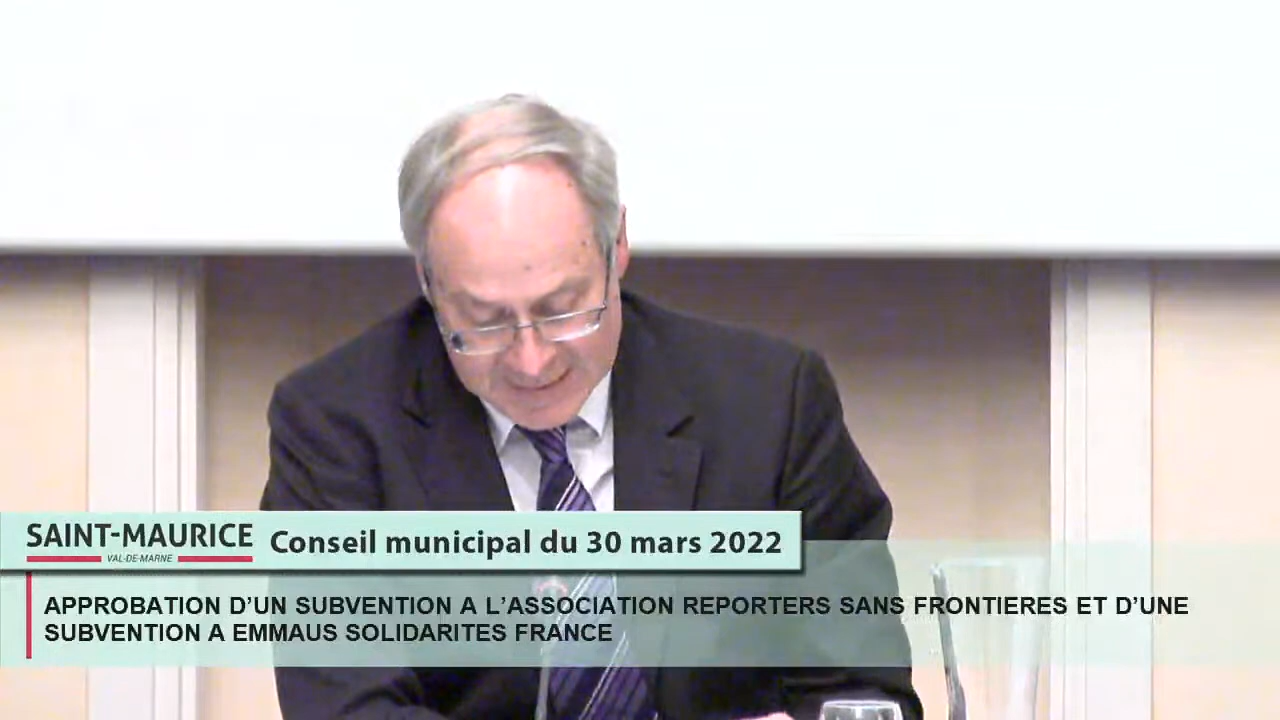 SAINT-MAURICE
VAL-DE-MARNE
Conseil municipal du 30 mars 2022
APPROBATION D’UN SUBVENTION A L’ASSOCIATION REPORTERS SANS FRONTIERES ET D’UNE
SUBVENTION A EMMAUS SOLIDARITES FRANCE